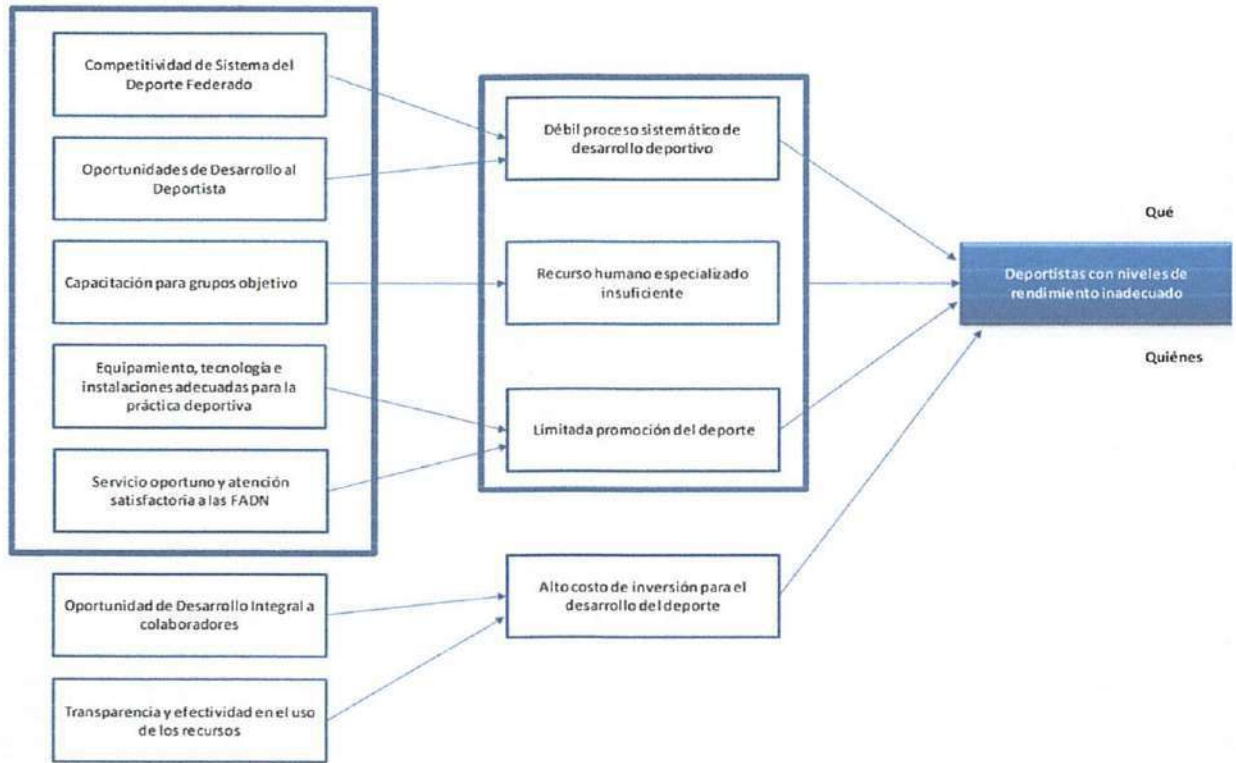 Competitividad de Sistema del
Deporte Federado
Oportunidades de Desarrollo al
Deportista
Capacitación para grupos objetivo
Equipamiento, tecnología e
instalaciones adecuadas para la
práctica deportiva
Servicio oportuno y atención
satisfactoria a las FADN
Oportunidad de Desarrollo Integral a
colaboradores
Transparencia y efectividad en el uso
de los recursos
Débil proceso sistemático de
desarrollo deportivo
Recurso humano especializado
insuficiente
Limitada promoción del deporte
Alto costo de inversión para el
desarrollo del deporte
Qué
Deportistas con niveles de
rendimiento inadecuado
Quiénes